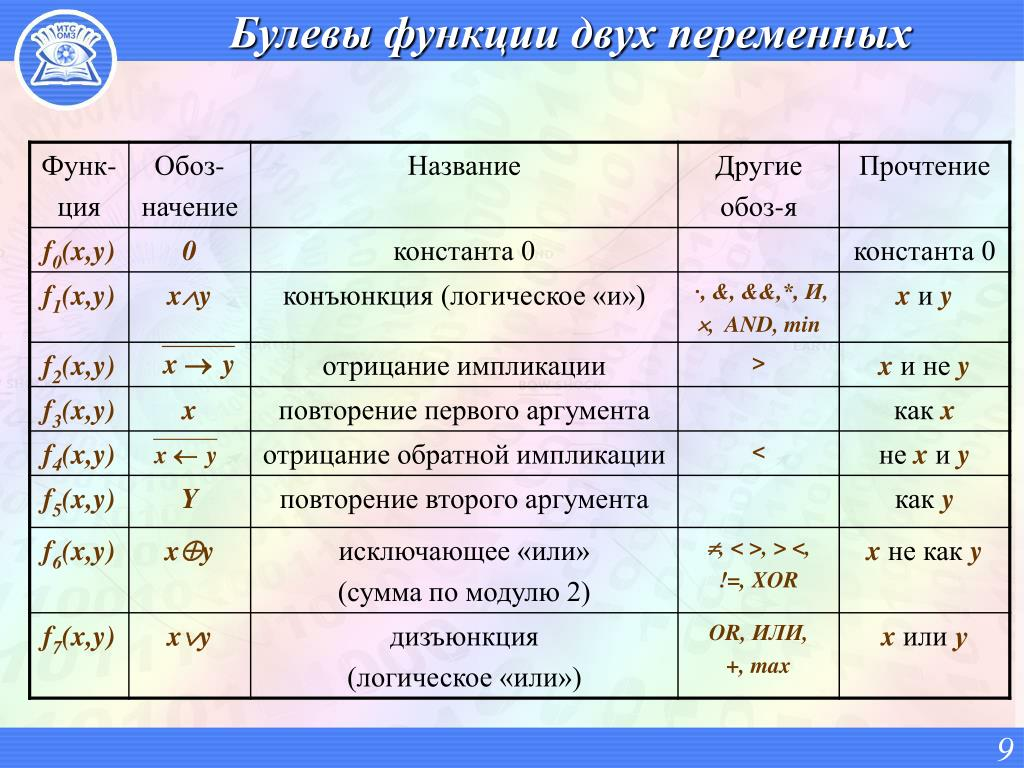 ИТС
ОМЗ
Булевы функции двух переменных
Функ-
ция
Обоз-
начение
Название
Другие
обоз-я
Прочтение
f₀(x,y) 0 константа 0 константа 0
f₁(x,y) x∧y конъюнкция (логическое «и») ·, &, &&,*, И, x и y
×, AND, min
f₂(x,y) x̅ ̅→̅ ̅y̅ отрицание импликации > x и не y
f₃(x,y) x повторение первого аргумента как x
f₄(x,y) x̅ ̅←̅ ̅y̅ отрицание обратной импликации < не x и y
f₅(x,y) Y повторение второго аргумента как y
f₆(x,y) x⊕y исключающее «или» ≠, < >, > <, x не как y
(сумма по модулю 2) !=, XOR
f₇(x,y) x∨y дизъюнкция OR, ИЛИ, x или y
(логическое «или») +, max
9